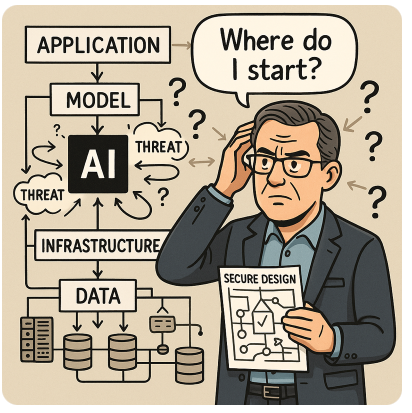 APPLICATION
Where do
I start?
MODEL
?
?
?
?
THREAT
AI
?
THREAT
?
?
INFRASTRUCTURE
DATA
SECURE DESIGN